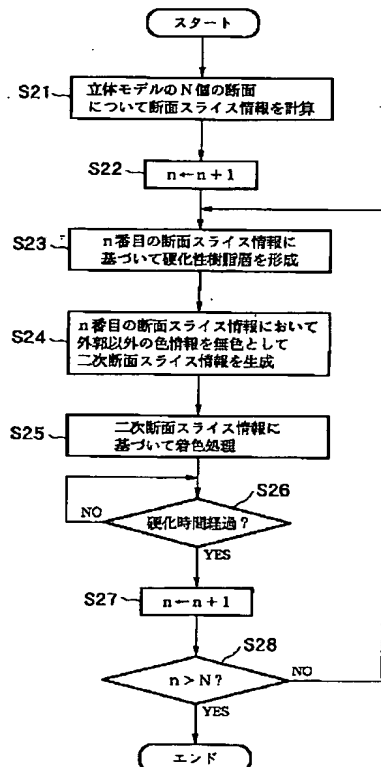 スタート
S21
立体モデルのN値の断面
について断面スライス情報を計算
S22
n←n+1
S23
n番目の断面スライス情報に
基づいて硬化性樹脂層を形成
S24
n番目の断面スライス情報において
外郭以外の色情報を無色として
二次断面スライス情報を生成
S25
二次断面スライス情報に
基づいて着色処理
S26
硬化時間経過?
NO
YES
S27
n←n+1
S28
n>N?
NO
YES
エンド